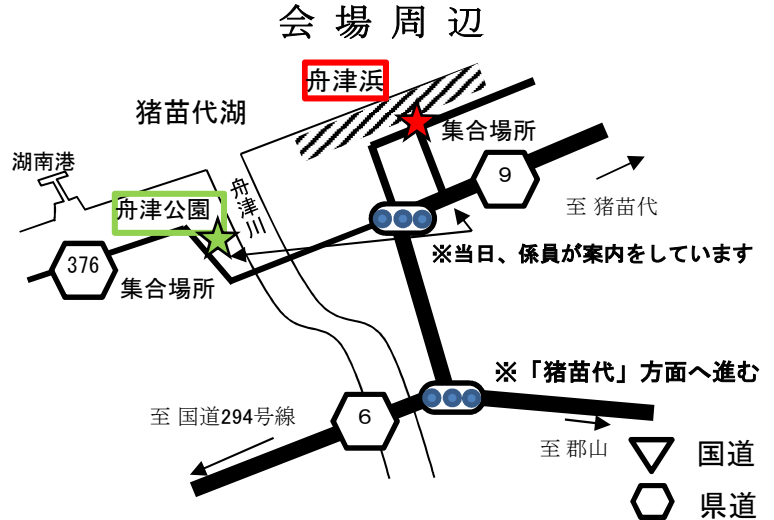 会場周辺
舟津浜
猪苗代湖
集合場所
湖南港
9
舟津公園
舟津川
至 猪苗代
376
集合場所
※当日、係員が案内をしています
※「猪苗代」方面へ進む
至 国道294号線
6
至 郡山
国道
県道